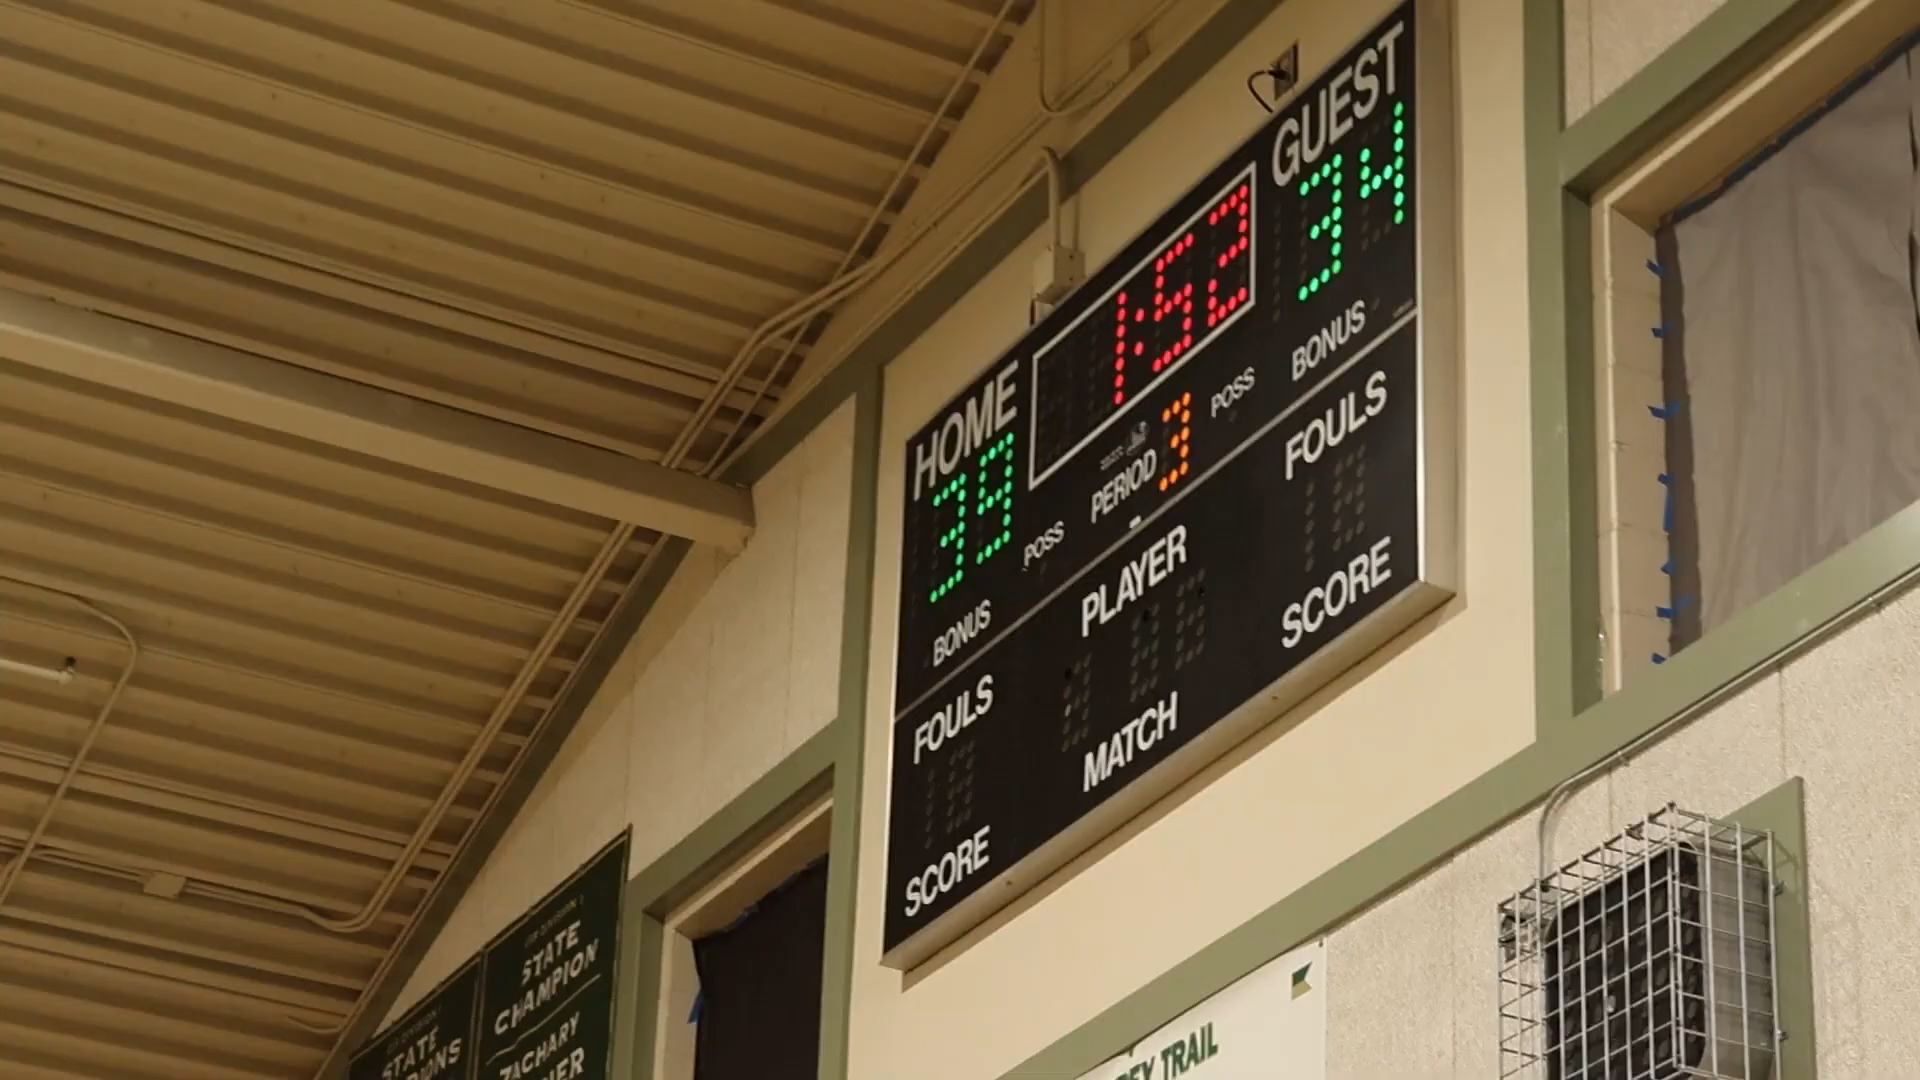 HOME
39
1:52
GUEST
34
PERIOD 3
POSS
POSS
BONUS
BONUS
FOULS
PLAYER
FOULS
SCORE
MATCH
SCORE
STATE
STATE
CHAMPION
ZACHARY
TRAIL